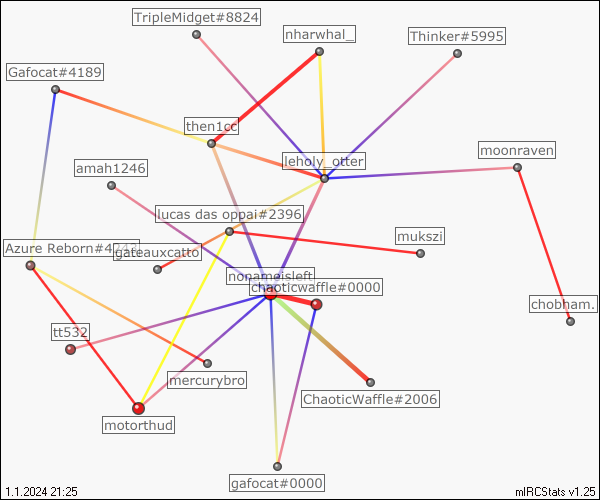 TripleMidget#8824
nharwhal_
Thinker#5995
Gafocat#4189
then1cc
leholy_otter
moonraven
amah1246
lucas das oppai#2396
mukszi
Azure Reborn#4
gateauxcatto
nonameisleft
chaoticwaffle#0000
chobham.
tt532
mercurybro
ChaoticWaffle#2006
motorthud
gafocat#0000
1.1.2024 21:25
mIRCStats v1.25